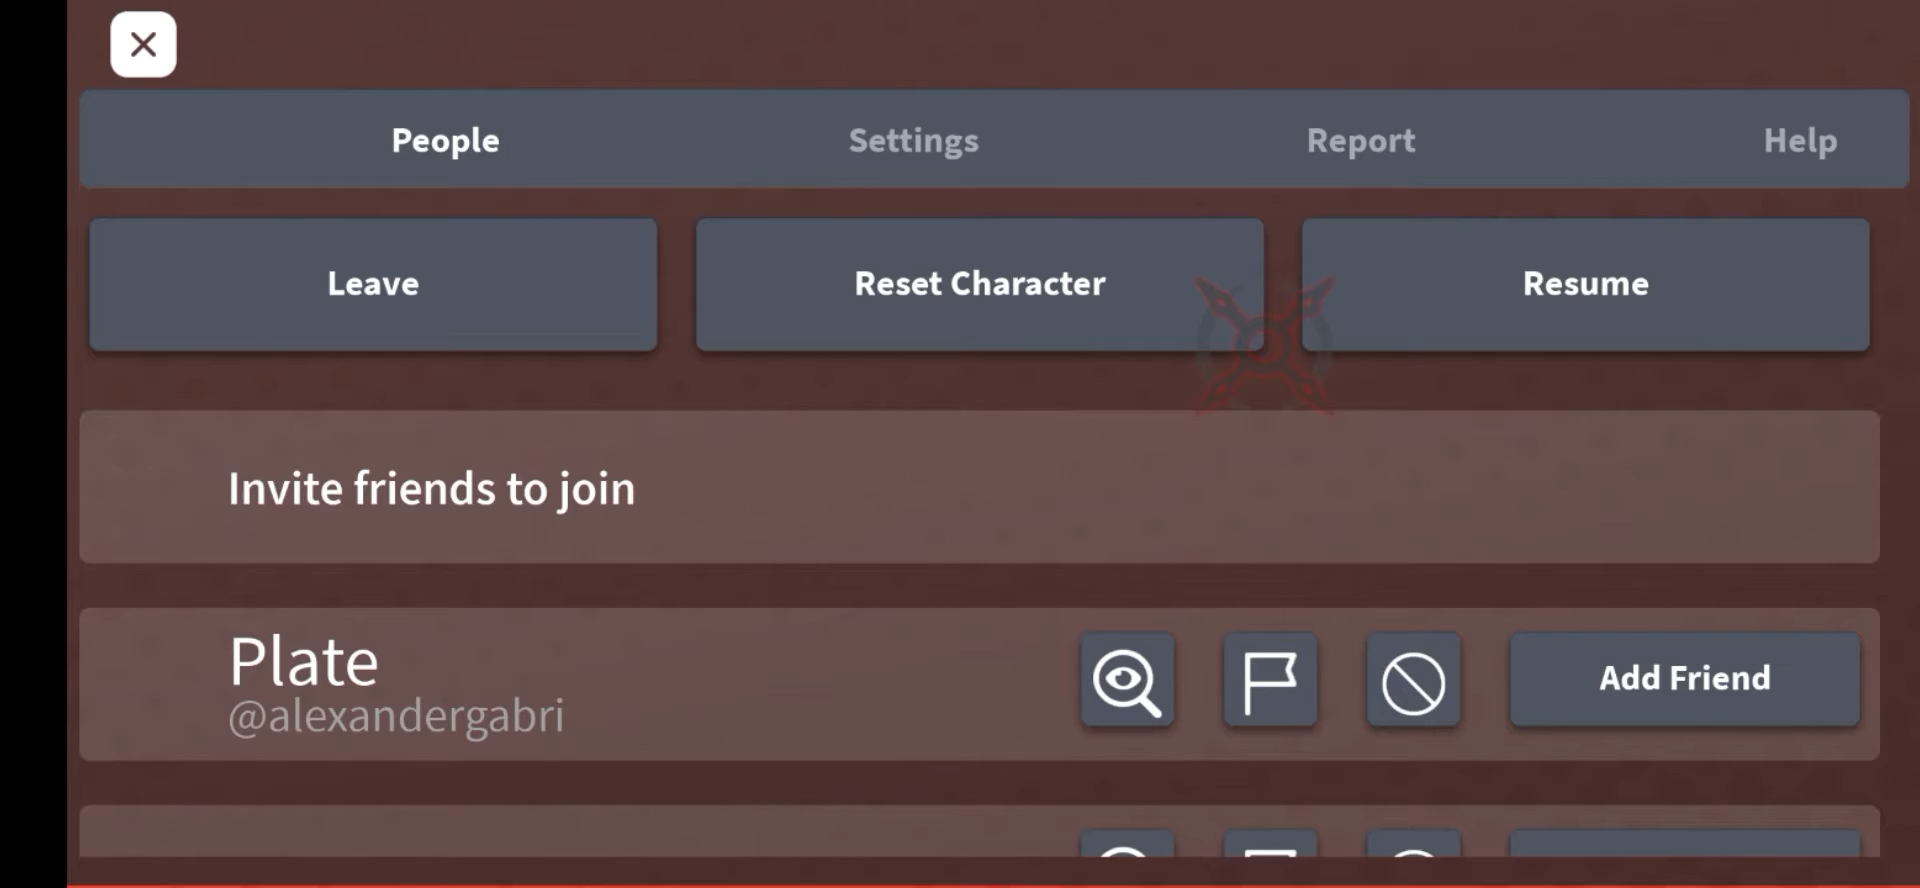 People Settings Report Help
Leave Reset Character Resume
Invite friends to join
Plate
@alexandergabri
Add Friend